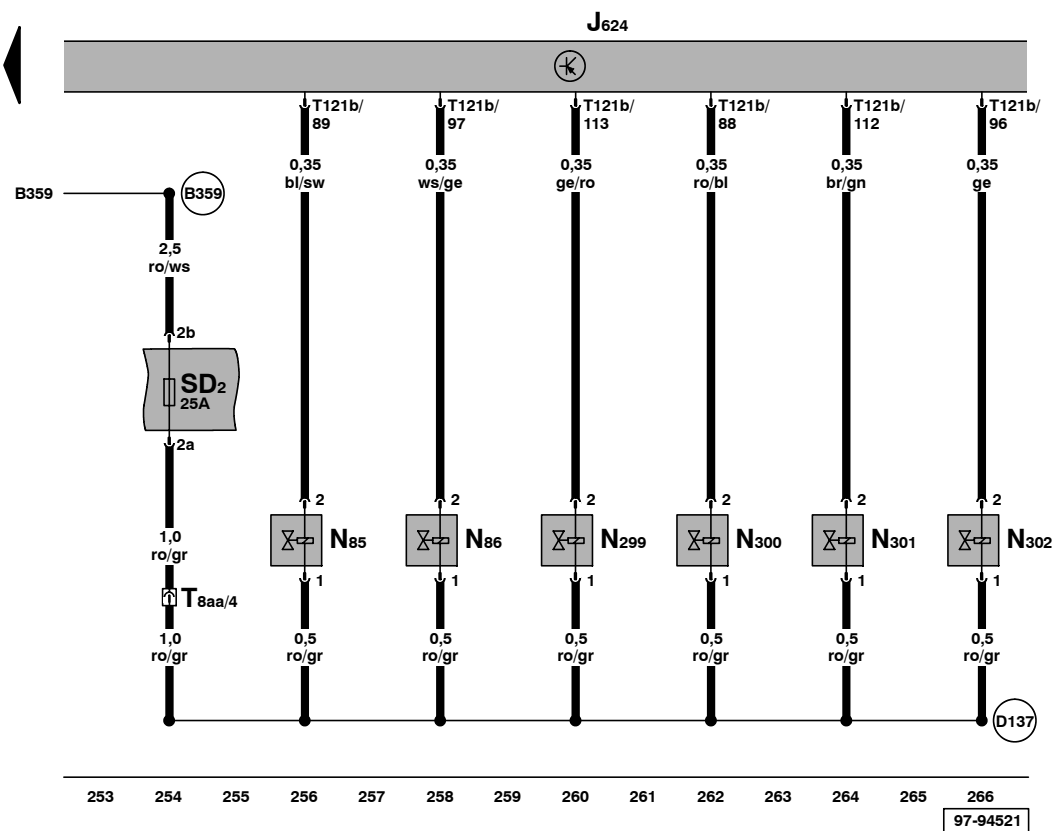 J624
T121b/ T121b/ T121b/ T121b/ T121b/ T121b/
89 97 113 88 112 96
0,35 0,35 0,35 0,35 0,35 0,35
bl/sw ws/ge ge/ro ro/bl br/gn ge
B359 B359
2,5
ro/ws
2b
SD2
25A
2a
2 2 2 2 2 2
1,0
ro/gr
N85 N86 N299 N300 N301 N302
1 1 1 1 1 1
T8aa/4
1,0 0,5 0,5 0,5 0,5 0,5 0,5
ro/gr ro/gr ro/gr ro/gr ro/gr ro/gr ro/gr
D137
253 254 255 256 257 258 259 260 261 262 263 264 265 266
97-94521